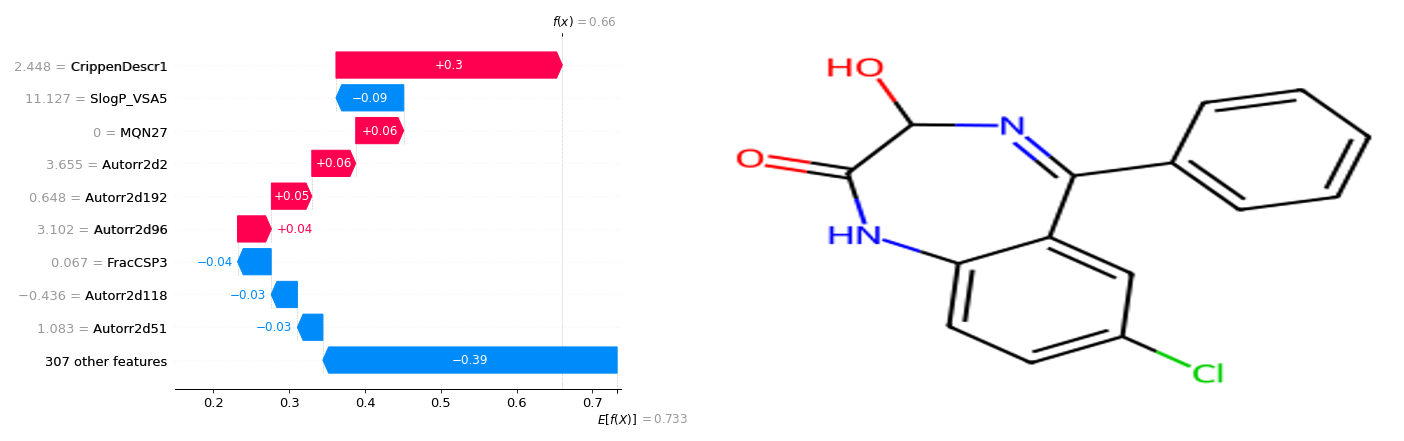 f(x) = 0.66
2.448 = CrippenDescr1
+0.3
11.127 = SlogP_VSA5
−0.09
0 = MQN27
+0.06
3.655 = Autorr2d2
+0.06
0.648 = Autorr2d192
+0.05
3.102 = Autorr2d96
+0.04
0.067 = FracCSP3
−0.04
−0.436 = Autorr2d118
−0.03
1.083 = Autorr2d51
−0.03
307 other features
−0.39
0.2 0.3 0.4 0.5 0.6 0.7
E[f(X)] = 0.733
HO
N
O
HN
Cl